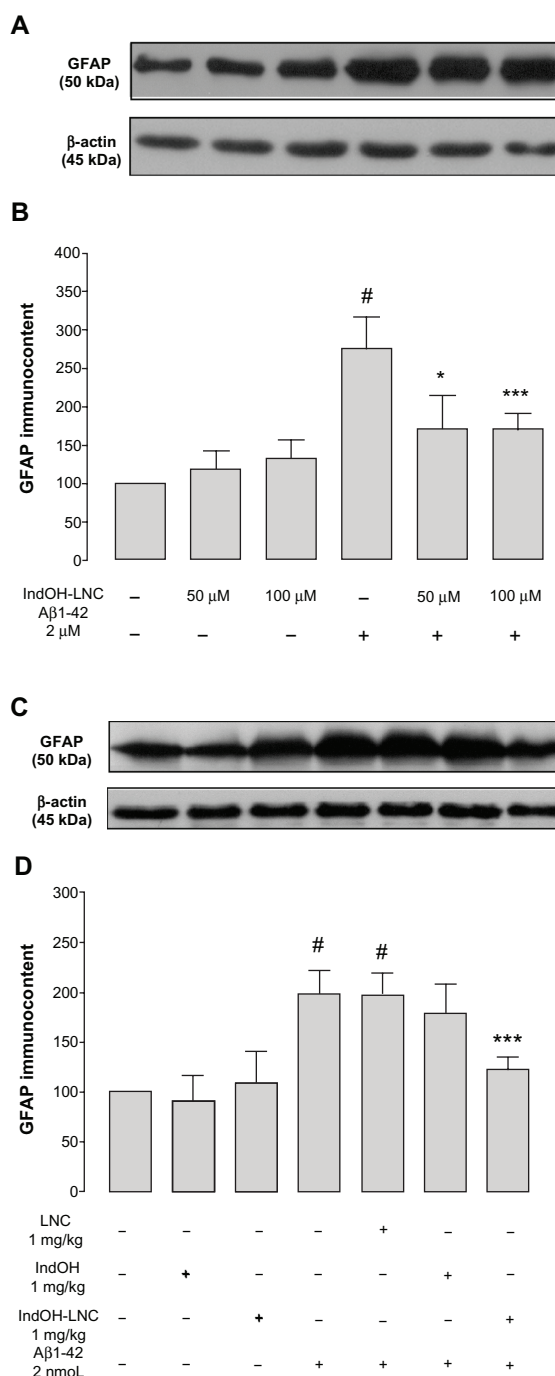 A
GFAP
(50 kDa)
β-actin
(45 kDa)
B
400
350
300
250
200
150
100
50
0
GFAP immunocontent
#
*
***
IndOH-LNC – 50 μM 100 μM – 50 μM 100 μM
Aβ1-42
2 μM – – – + + +
C
GFAP
(50 kDa)
β-actin
(45 kDa)
D
300
250
200
150
100
50
0
GFAP immunocontent
#
#
***
LNC
1 mg/kg – – – – + – –
IndOH
1 mg/kg – + – – – + –
IndOH-LNC
1 mg/kg – – + – – – +
Aβ1-42
2 nmoL – – – + + + +